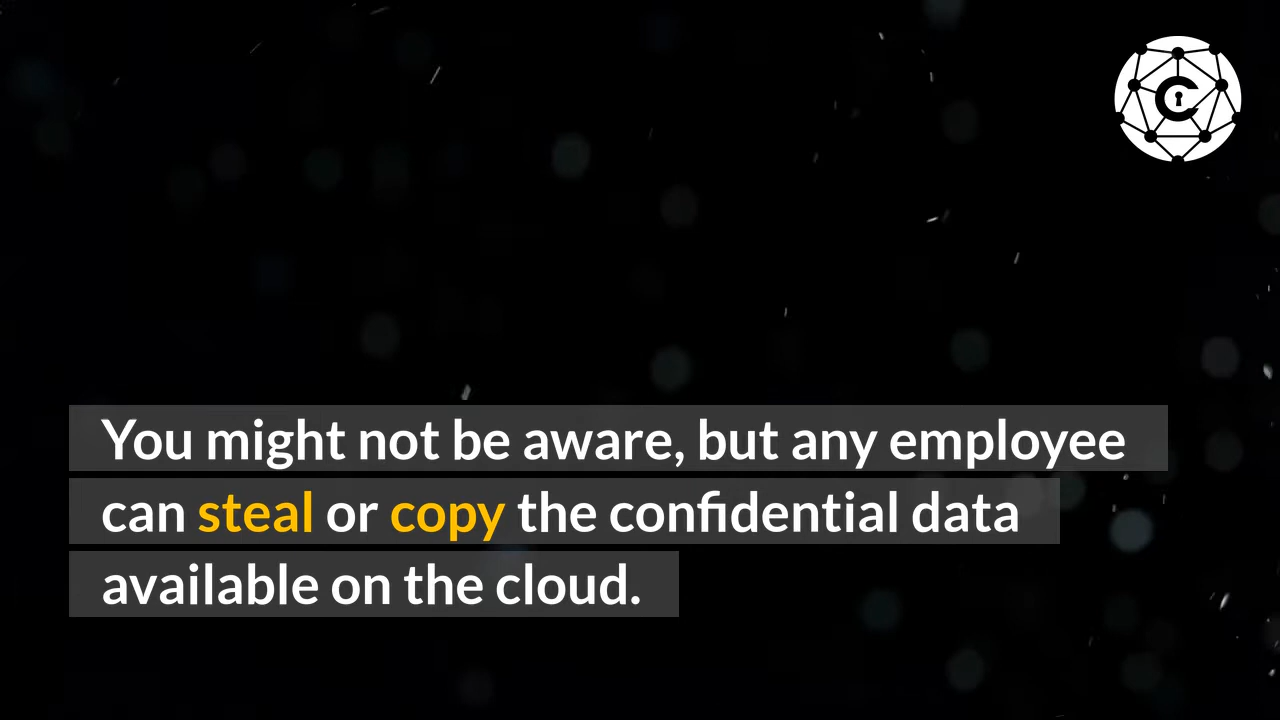 You might not be aware, but any employee
can steal or copy the confidential data
available on the cloud.